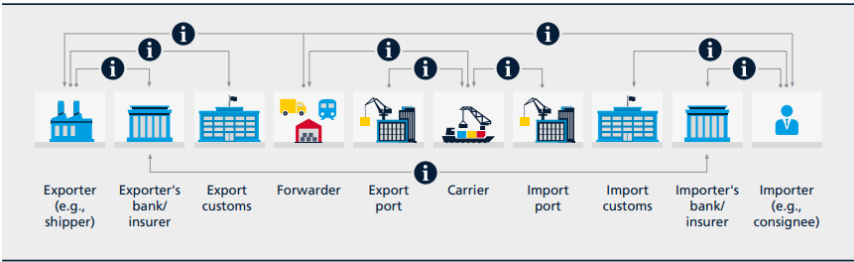 i
i
i
i
i
i
i
i
i
i
Exporter
(e.g.,
shipper)
Exporter's
bank/
insurer
Export
customs
Forwarder
Export
port
Carrier
Import
port
Import
customs
Importer's
bank/
insurer
Importer
(e.g.,
consignee)